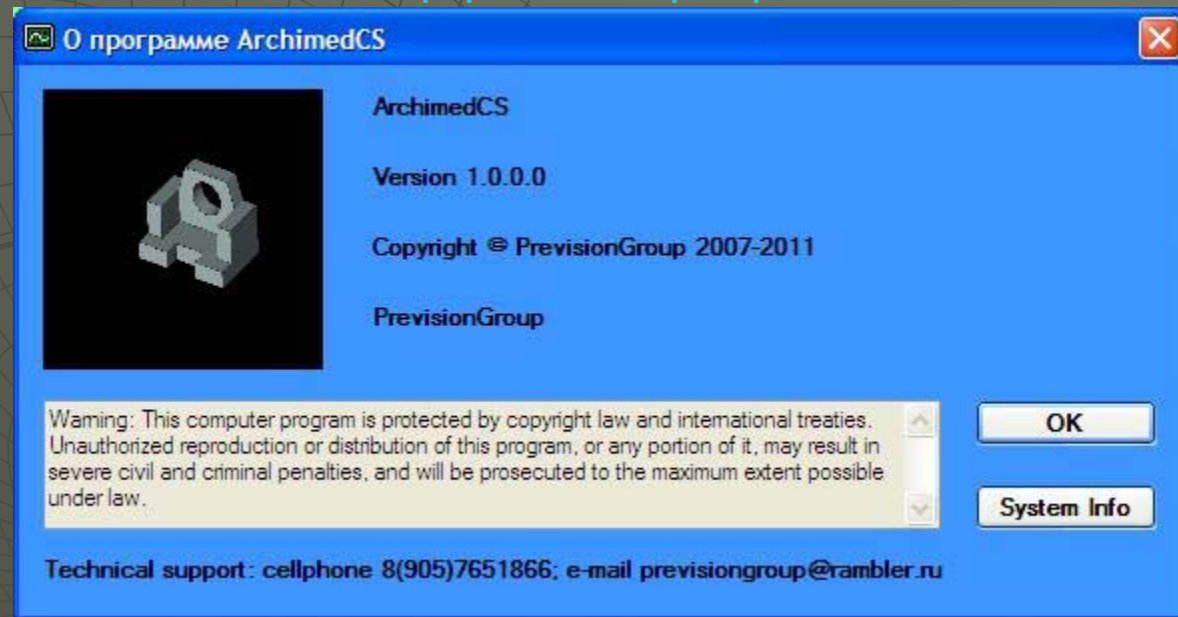 О программе ArchimedCS
ArchimedCS
Version 1.0.0.0
Copyright © PrevisionGroup 2007-2011
PrevisionGroup
Warning: This computer program is protected by copyright law and international treaties.
Unauthorized reproduction or distribution of this program, or any portion of it, may result in
severe civil and criminal penalties, and will be prosecuted to the maximum extent possible
under law.
OK
System Info
Technical support: cellphone 8(905)7651866; e-mail previsiongroup@rambler.ru